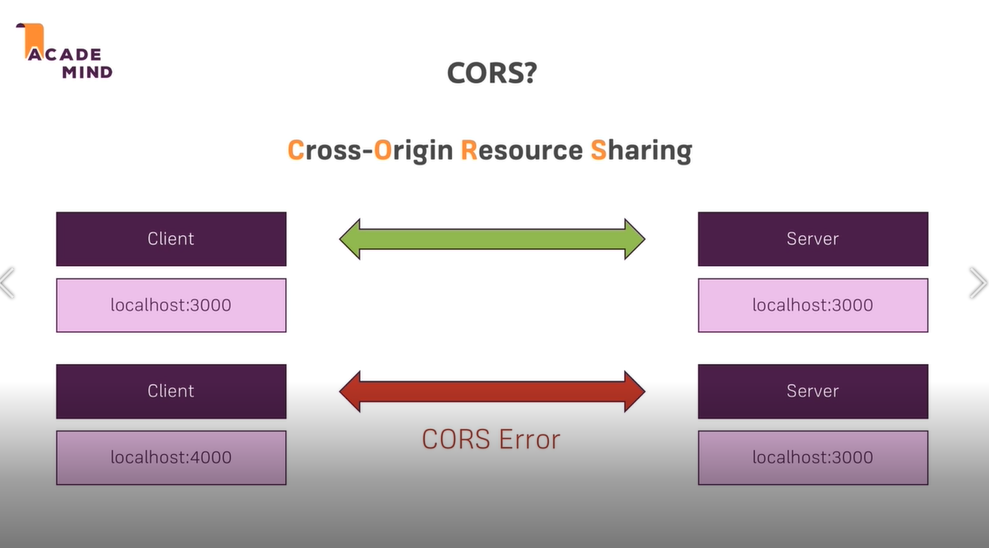 ACADE
MIND
CORS?
Cross-Origin Resource Sharing
Client
Server
localhost:3000
localhost:3000
Client
Server
CORS Error
localhost:4000
localhost:3000